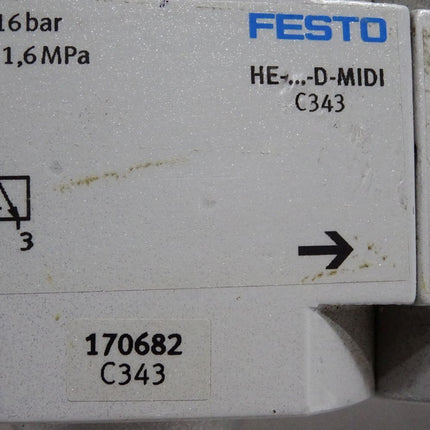 16 bar
1,6 MPa
FESTO
HE-...-D-MIDI
C343
3
170682
C343